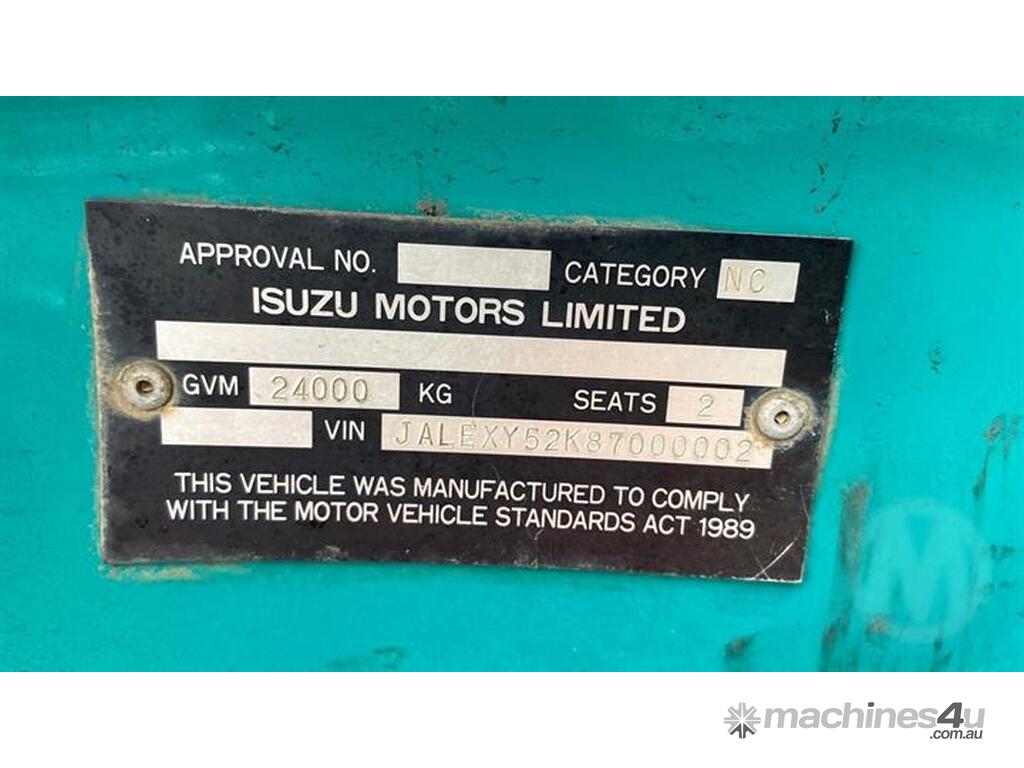 APPROVAL NO. CATEGORY NC
ISUZU MOTORS LIMITED
GVM 24000 KG SEATS 2
VIN JALEXY52K87000002
THIS VEHICLE WAS MANUFACTURED TO COMPLY
WITH THE MOTOR VEHICLE STANDARDS ACT 1989
M
machines4u
.com.au